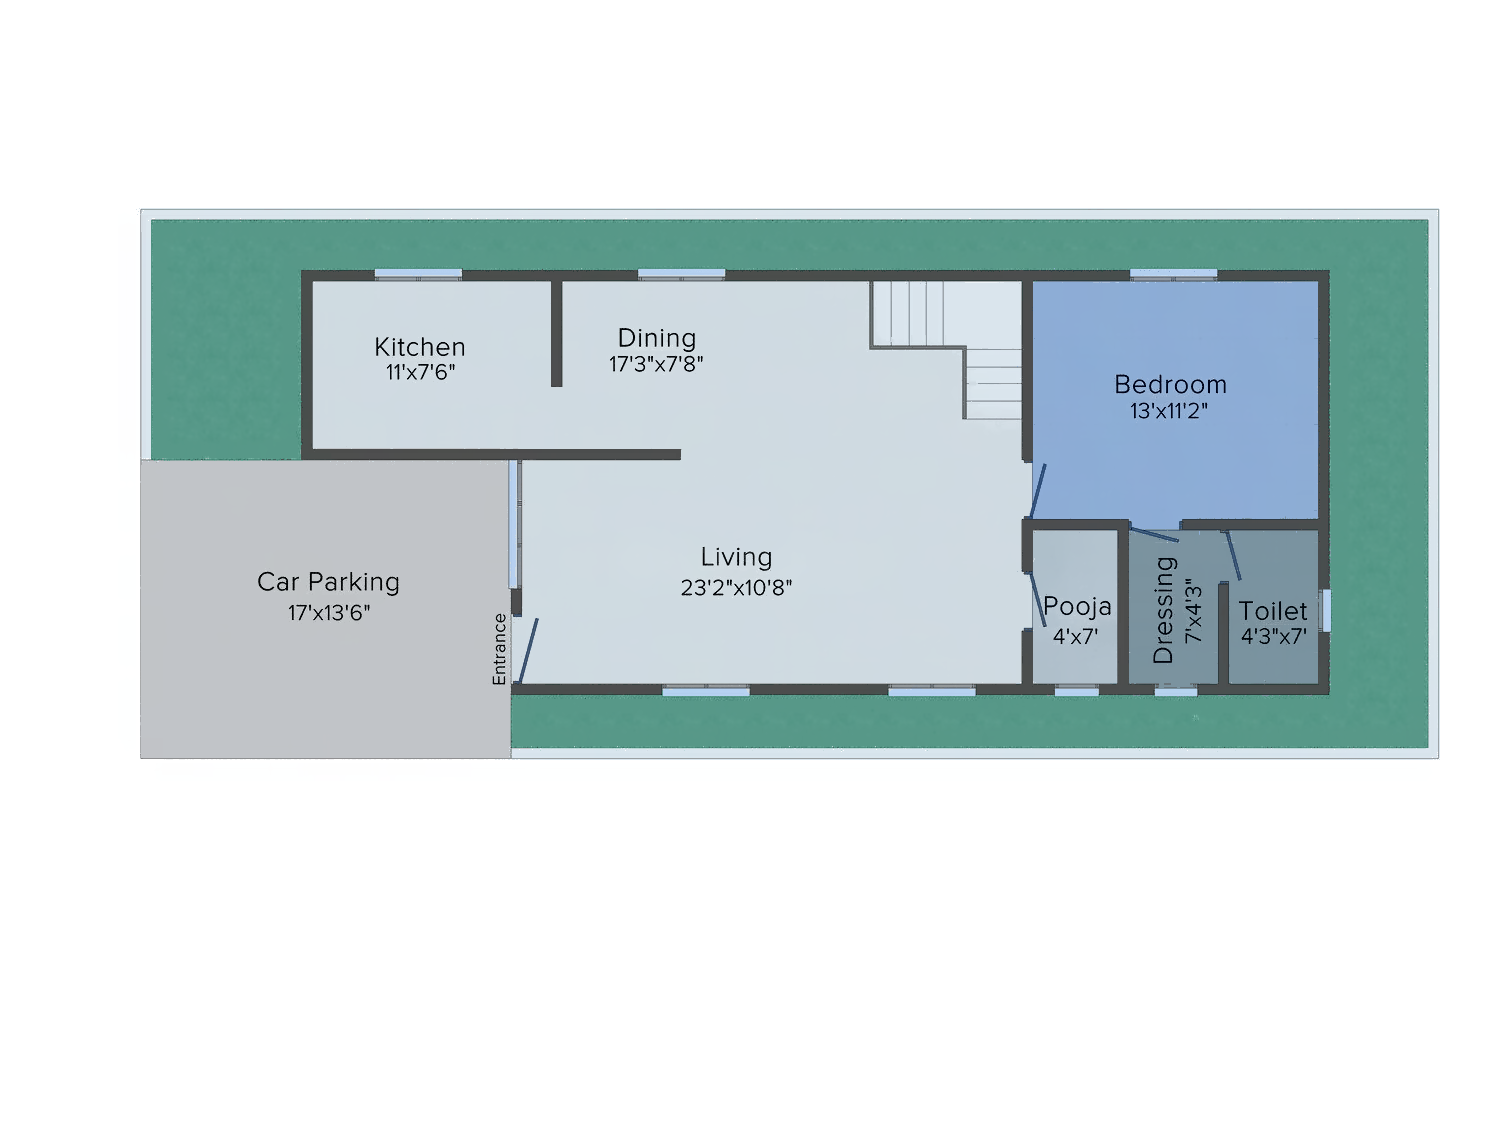 Kitchen
11'x7'6"
Dining
17'3"x7'8"
Bedroom
13'x11'2"
Living
23'2"x10'8"
Car Parking
17'x13'6"
Entrance
Pooja
4'x7'
Dressing
7'x4'3"
Toilet
4'3"x7'